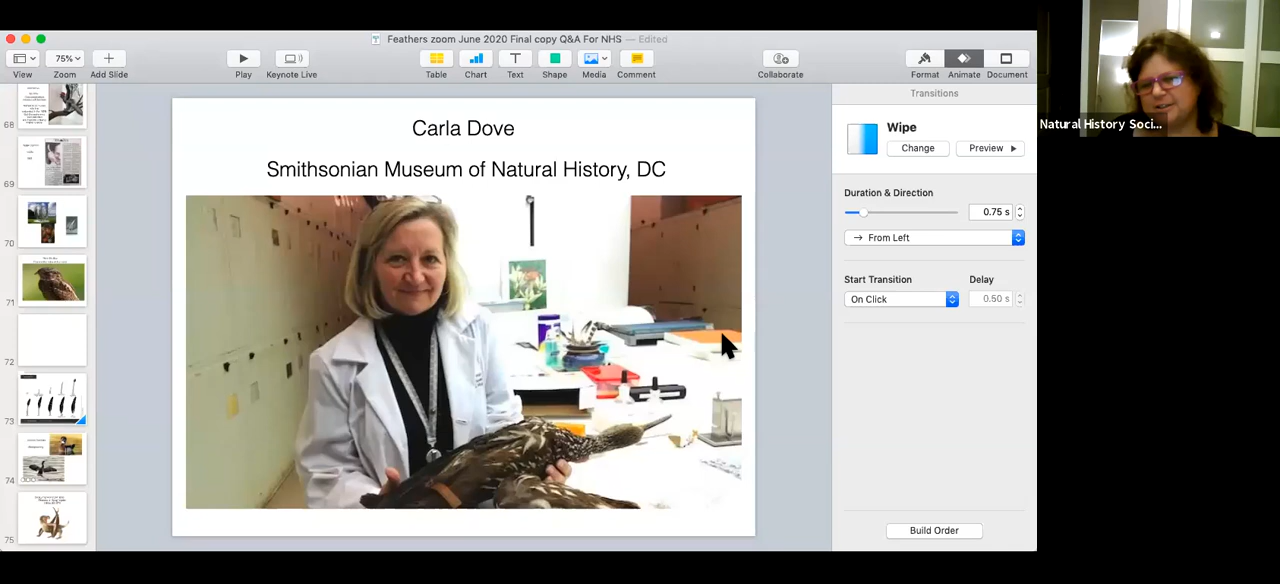 Feathers zoom June 2020 Final copy Q&A For NHS — Edited
75%
View
Zoom
Add Slide
Play
Keynote Live
Table
Chart
Text
Shape
Media
Comment
Collaborate
Format
Animate
Document
Transitions
Wipe
Change
Preview
Duration & Direction
0.75 s
From Left
Start Transition
Delay
On Click
0.50 s
Build Order
68
69
70
71
72
73
74
75
Carla Dove
Smithsonian Museum of Natural History, DC
Natural History Soci...